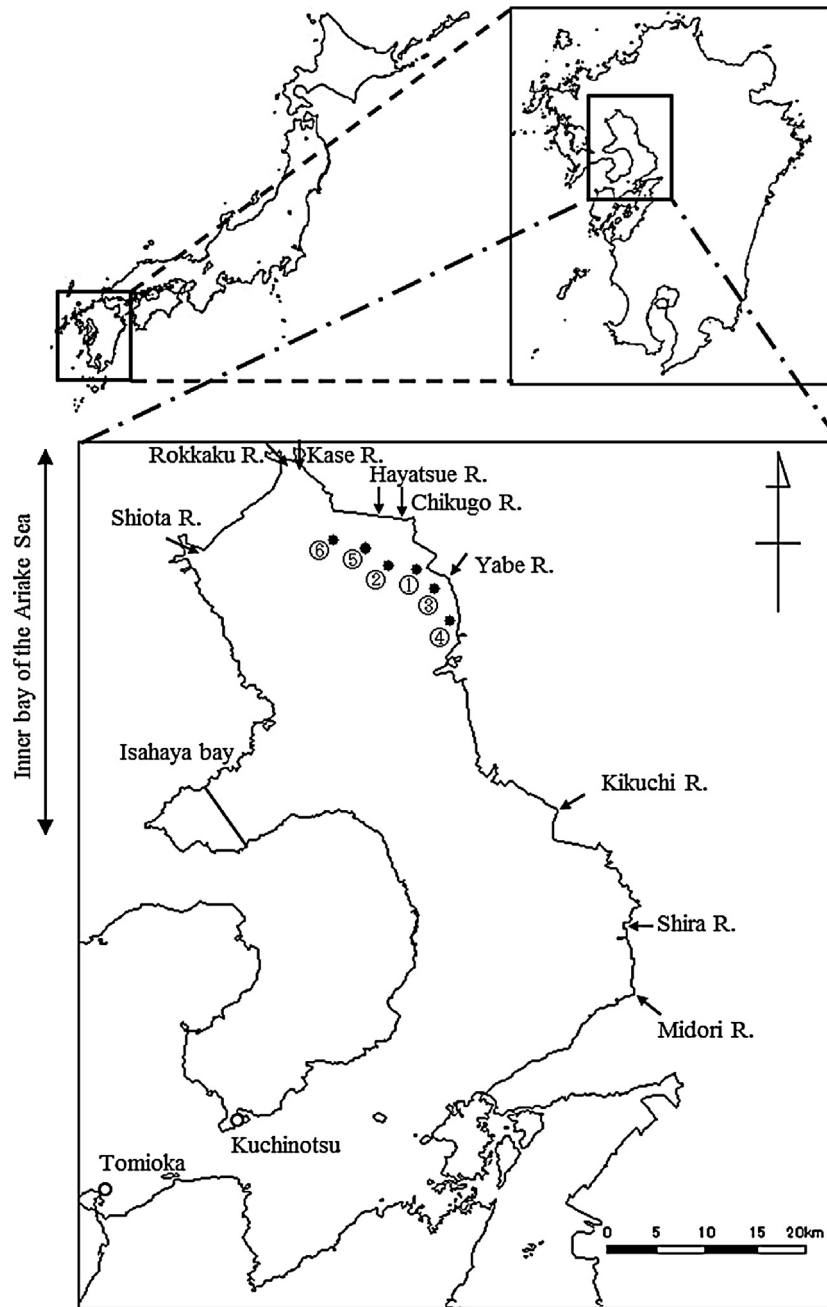 Rokkaku R.
Kase R.
Hayatsue R.
Chikugo R.
Shiota R.
Yabe R.
⑥
⑤
②
①
③
④
Inner bay of the Ariake Sea
Isahaya bay
Kikuchi R.
Shira R.
Midori R.
Kuchinotsu
Tomioka
0 5 10 15 20km